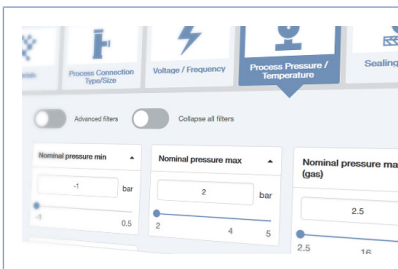 Process Connection
Type/Size
Voltage / Frequency
Process Pressure /
Temperature
Sealing
Advanced filters
Collapse all filters
Nominal pressure min
Nominal pressure max
Nominal pressure ma
(gas)
-1
bar
2
bar
2.5
-1
0.5
2
4
5
2.5
16